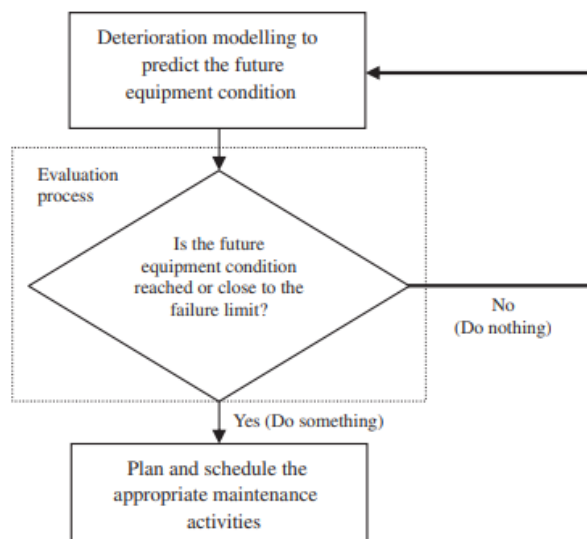 Deterioration modelling to
predict the future
equipment condition
Evaluation
process
Is the future
equipment condition
reached or close to the
failure limit?
No
(Do nothing)
Yes (Do something)
Plan and schedule the
appropriate maintenance
activities